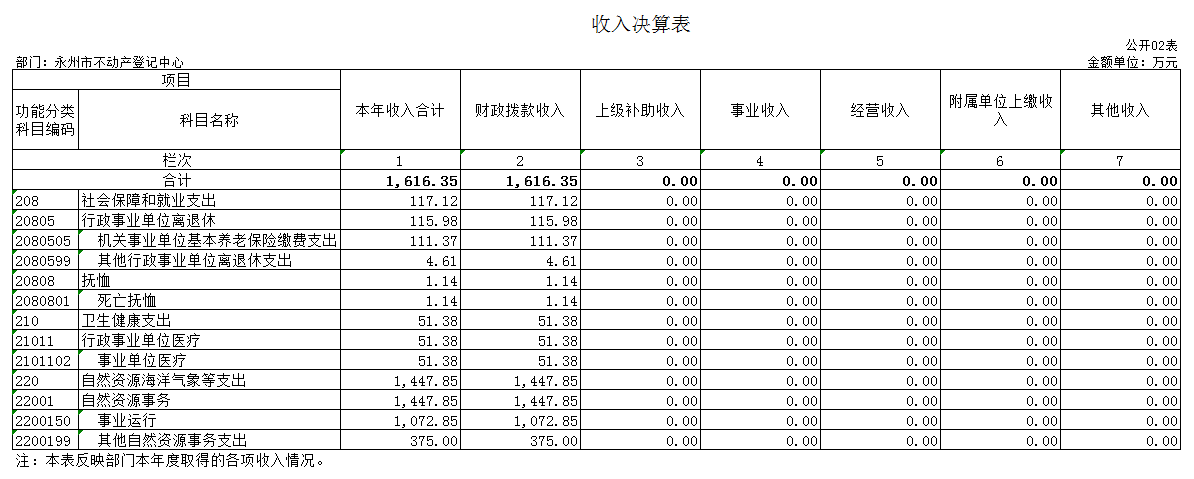 收入决算表
公开02表
部门：永州市不动产登记中心 金额单位：万元
项目 本年收入合计 财政拨款收入 上级补助收入 事业收入 经营收入 附属单位上缴收入 其他收入
功能分类科目编码 科目名称
栏次 1 2 3 4 5 6 7
合计 1,616.35 1,616.35 0.00 0.00 0.00 0.00 0.00
208 社会保障和就业支出 117.12 117.12 0.00 0.00 0.00 0.00 0.00
20805 行政事业单位离退休 115.98 115.98 0.00 0.00 0.00 0.00 0.00
2080505 机关事业单位基本养老保险缴费支出 111.37 111.37 0.00 0.00 0.00 0.00 0.00
2080599 其他行政事业单位离退休支出 4.61 4.61 0.00 0.00 0.00 0.00 0.00
20808 抚恤 1.14 1.14 0.00 0.00 0.00 0.00 0.00
2080801 死亡抚恤 1.14 1.14 0.00 0.00 0.00 0.00 0.00
210 卫生健康支出 51.38 51.38 0.00 0.00 0.00 0.00 0.00
21011 行政事业单位医疗 51.38 51.38 0.00 0.00 0.00 0.00 0.00
2101102 事业单位医疗 51.38 51.38 0.00 0.00 0.00 0.00 0.00
220 自然资源海洋气象等支出 1,447.85 1,447.85 0.00 0.00 0.00 0.00 0.00
22001 自然资源事务 1,447.85 1,447.85 0.00 0.00 0.00 0.00 0.00
2200150 事业运行 1,072.85 1,072.85 0.00 0.00 0.00 0.00 0.00
2200199 其他自然资源事务支出 375.00 375.00 0.00 0.00 0.00 0.00 0.00
注：本表反映部门本年度取得的各项收入情况。